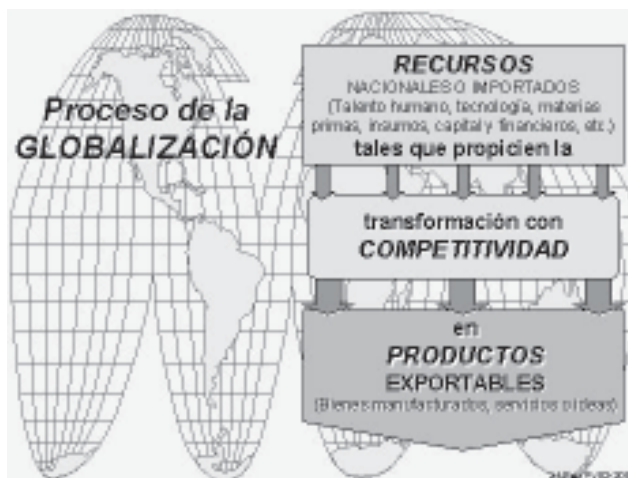 Proceso de la
GLOBALIZACIÓN
RECURSOS
NACIONALES O IMPORTADOS
(Talento humano, tecnología, materias
primas, insumos, capital y financieros, etc.)
tales que propicien la
transformación con
COMPETITIVIDAD
en
PRODUCTOS
EXPORTABLES
(Bienes manufacturados, servicios o ideas)